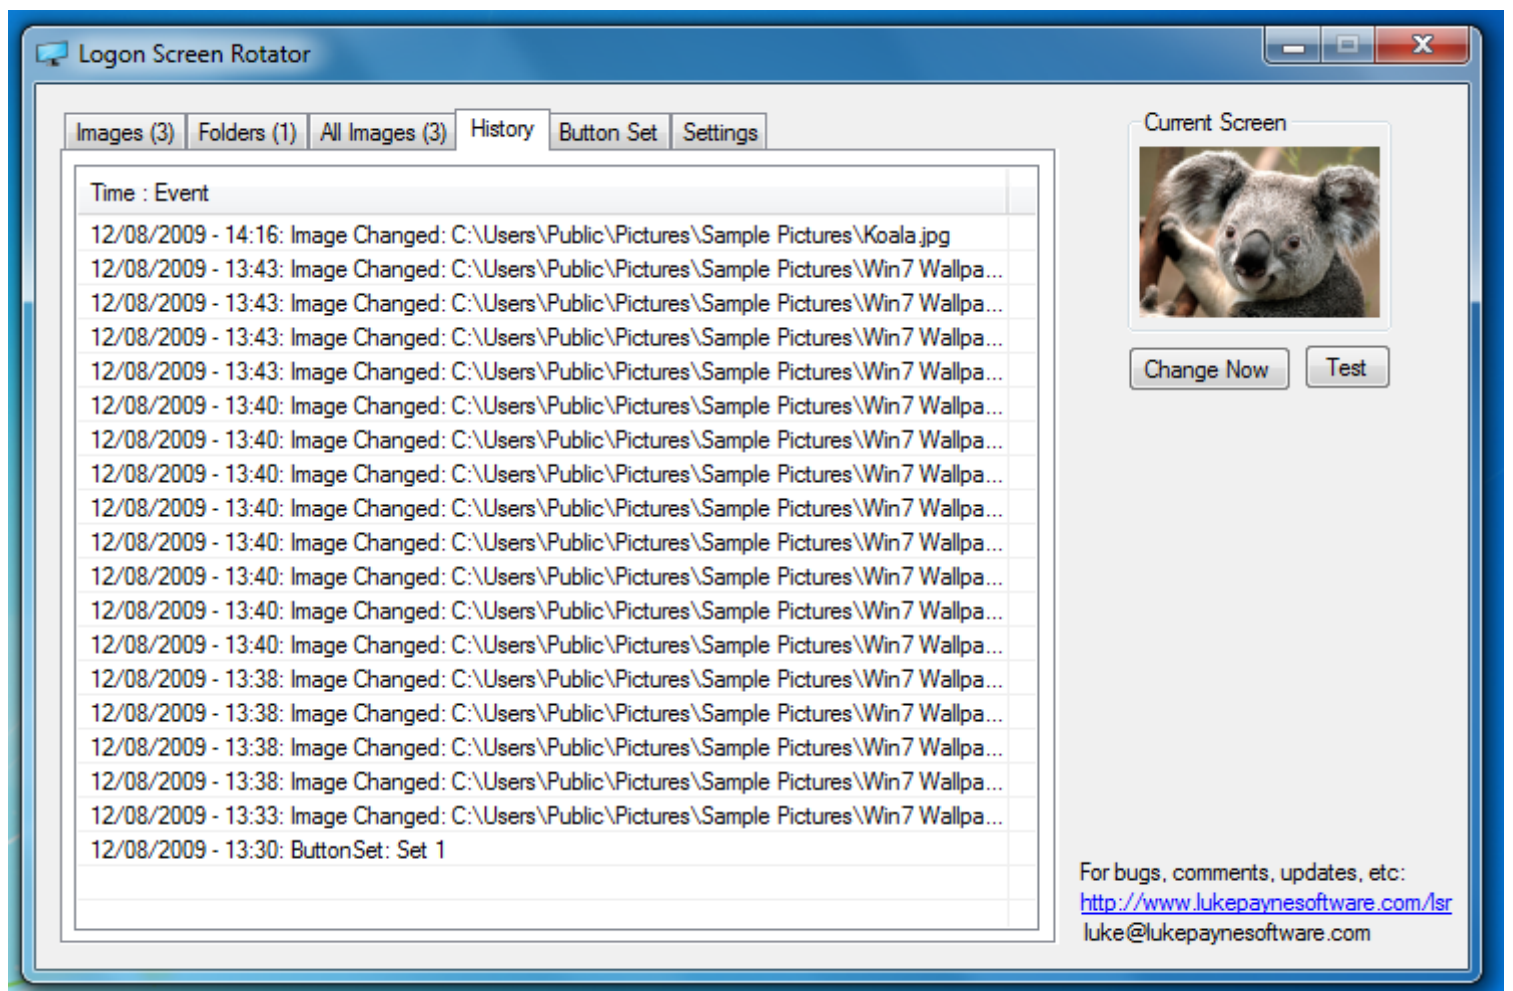 Logon Screen Rotator
Images (3) Folders (1) All Images (3) History Button Set Settings
Time : Event
12/08/2009 - 14:16: Image Changed: C:\Users\Public\Pictures\Sample Pictures\Koala.jpg
12/08/2009 - 13:43: Image Changed: C:\Users\Public\Pictures\Sample Pictures\Win7 Wallpa...
12/08/2009 - 13:43: Image Changed: C:\Users\Public\Pictures\Sample Pictures\Win7 Wallpa...
12/08/2009 - 13:43: Image Changed: C:\Users\Public\Pictures\Sample Pictures\Win7 Wallpa...
12/08/2009 - 13:43: Image Changed: C:\Users\Public\Pictures\Sample Pictures\Win7 Wallpa...
12/08/2009 - 13:40: Image Changed: C:\Users\Public\Pictures\Sample Pictures\Win7 Wallpa...
12/08/2009 - 13:40: Image Changed: C:\Users\Public\Pictures\Sample Pictures\Win7 Wallpa...
12/08/2009 - 13:40: Image Changed: C:\Users\Public\Pictures\Sample Pictures\Win7 Wallpa...
12/08/2009 - 13:40: Image Changed: C:\Users\Public\Pictures\Sample Pictures\Win7 Wallpa...
12/08/2009 - 13:40: Image Changed: C:\Users\Public\Pictures\Sample Pictures\Win7 Wallpa...
12/08/2009 - 13:40: Image Changed: C:\Users\Public\Pictures\Sample Pictures\Win7 Wallpa...
12/08/2009 - 13:40: Image Changed: C:\Users\Public\Pictures\Sample Pictures\Win7 Wallpa...
12/08/2009 - 13:40: Image Changed: C:\Users\Public\Pictures\Sample Pictures\Win7 Wallpa...
12/08/2009 - 13:38: Image Changed: C:\Users\Public\Pictures\Sample Pictures\Win7 Wallpa...
12/08/2009 - 13:38: Image Changed: C:\Users\Public\Pictures\Sample Pictures\Win7 Wallpa...
12/08/2009 - 13:38: Image Changed: C:\Users\Public\Pictures\Sample Pictures\Win7 Wallpa...
12/08/2009 - 13:38: Image Changed: C:\Users\Public\Pictures\Sample Pictures\Win7 Wallpa...
12/08/2009 - 13:33: Image Changed: C:\Users\Public\Pictures\Sample Pictures\Win7 Wallpa...
12/08/2009 - 13:30: ButtonSet: Set 1
Current Screen
Change Now Test
For bugs, comments, updates, etc:
http://www.lukepaynesoftware.com/lsr
luke@lukepaynesoftware.com